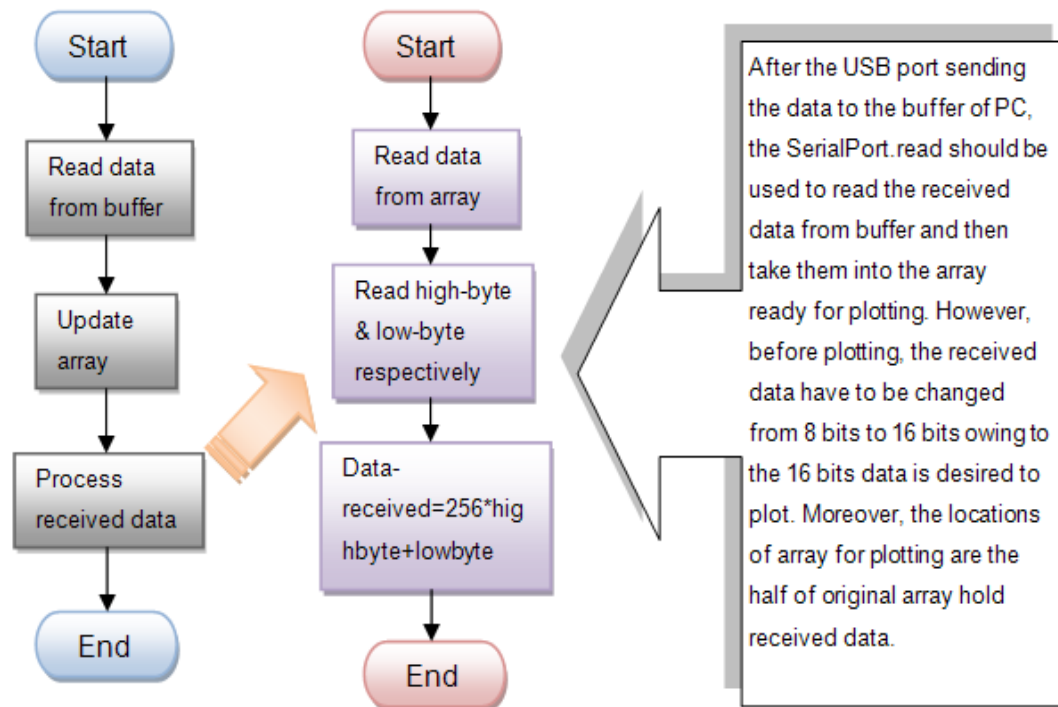 Start
Read data
from buffer
Update
array
Process
received data
End
Start
Read data
from array
Read high-byte
& low-byte
respectively
Data-
received=256*hig
hbyte+lowbyte
End
After the USB port sending
the data to the buffer of PC,
the SerialPort.read should be
used to read the received
data from buffer and then
take them into the array
ready for plotting. However,
before plotting, the received
data have to be changed
from 8 bits to 16 bits owing to
the 16 bits data is desired to
plot. Moreover, the locations
of array for plotting are the
half of original array hold
received data.